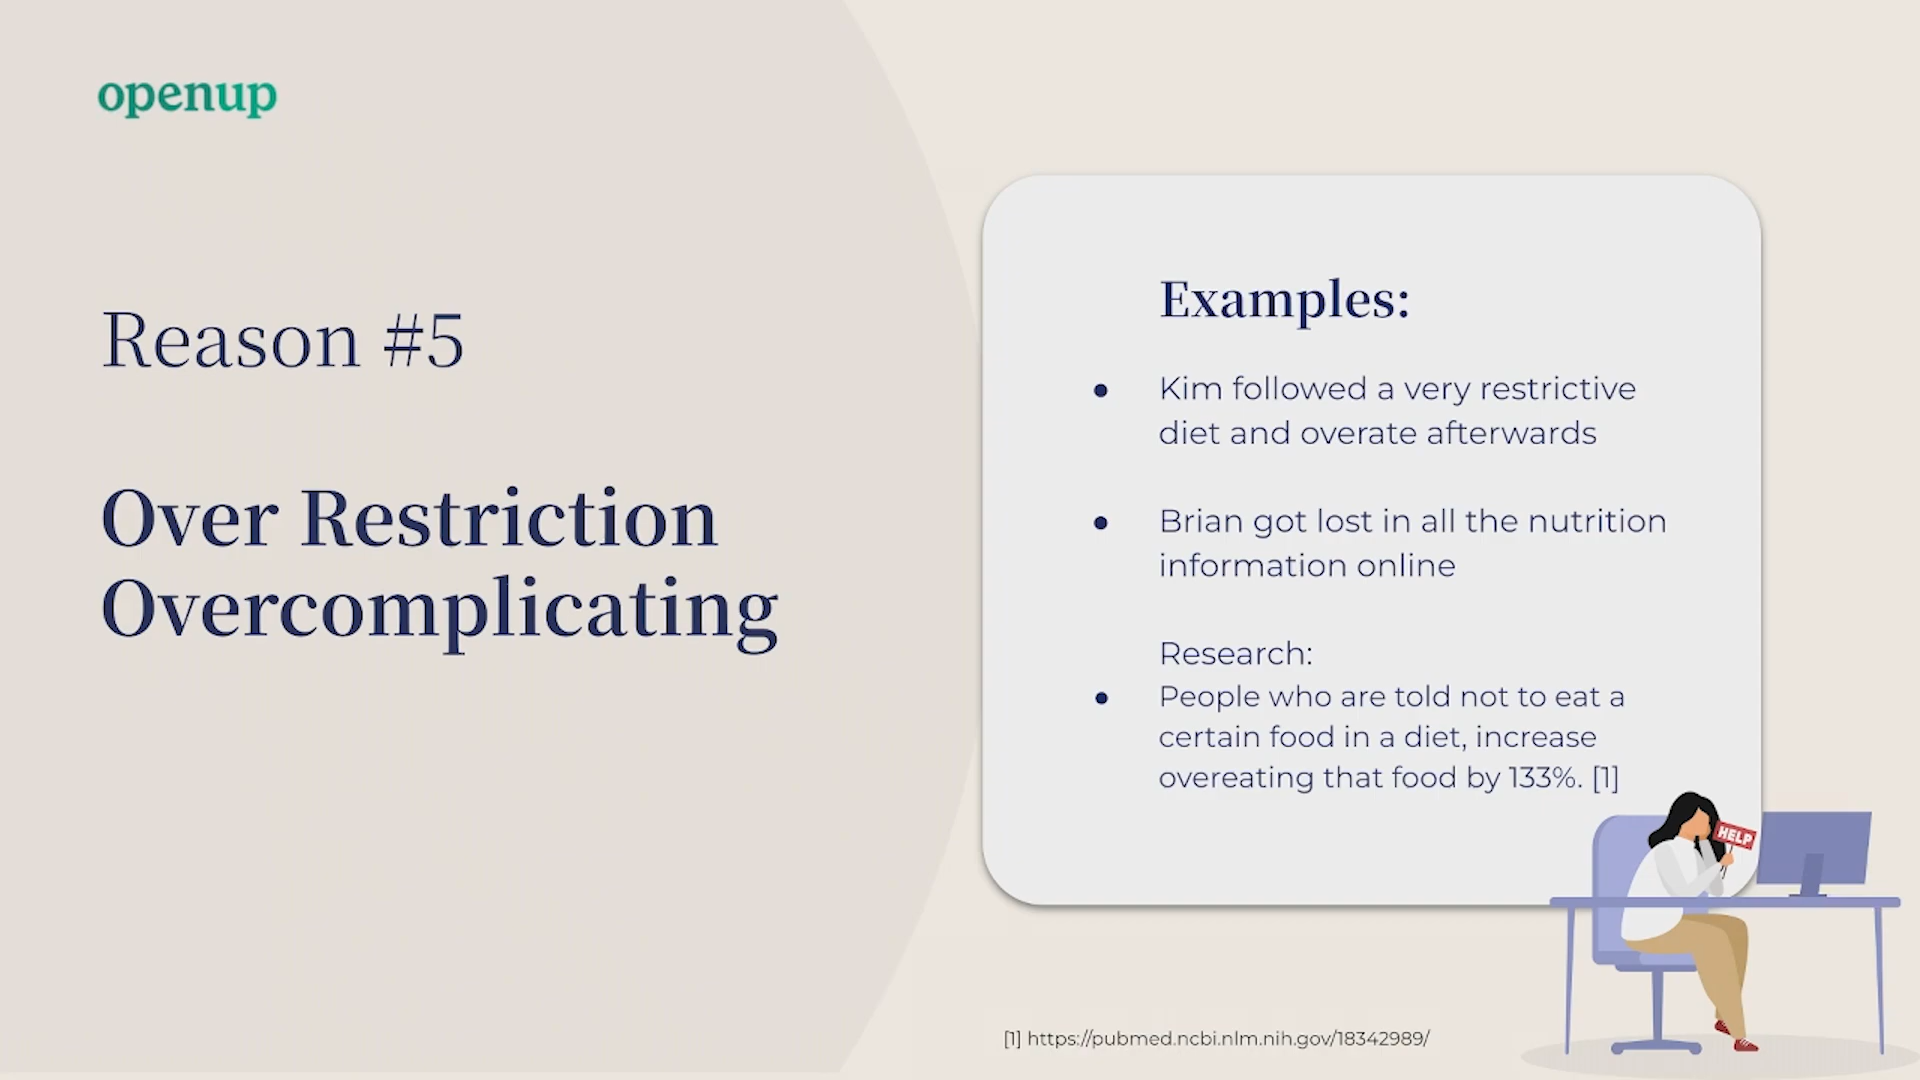 openup
Reason #5
Over Restriction
Overcomplicating
Examples:
● Kim followed a very restrictive
diet and overate afterwards
● Brian got lost in all the nutrition
information online
Research:
● People who are told not to eat a
certain food in a diet, increase
overeating that food by 133%. [1]
HELP
[1] https://pubmed.ncbi.nlm.nih.gov/18342989/